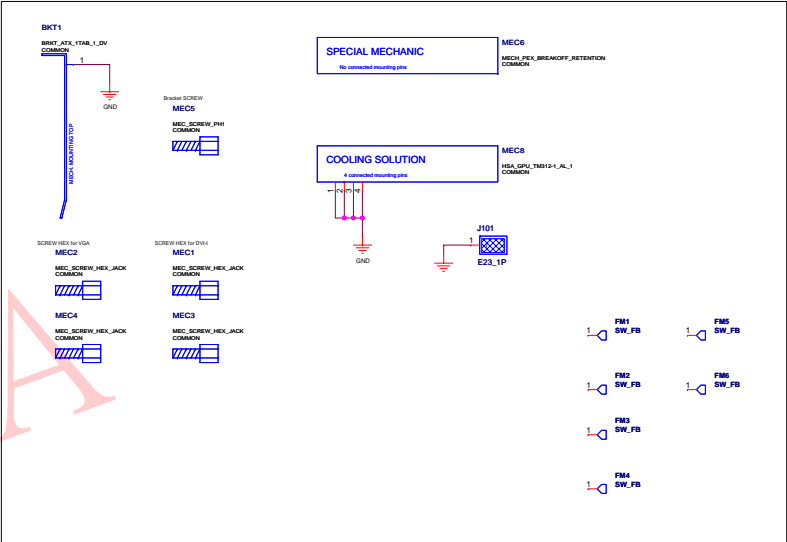 BKT1
BRKT_ATX_1TAB_1_DV
COMMON
1
GND
MECH. MOUNTING TOP
Bracket SCREW
MEC5
MEC_SCREW_PH1
COMMON
SPECIAL MECHANIC
No connected mounting pins
MEC6
MECH_PEX_BREAKOFF_RETENTION
COMMON
COOLING SOLUTION
4 connected mounting pins
MEC8
HSA_GPU_TM312-1_AL_1
COMMON
1
2
3
4
GND
J101
1
E23_1P
SCREW HEX for VGA
MEC2
MEC_SCREW_HEX_JACK
COMMON
SCREW HEX for DVI-I
MEC1
MEC_SCREW_HEX_JACK
COMMON
MEC4
MEC_SCREW_HEX_JACK
COMMON
MEC3
MEC_SCREW_HEX_JACK
COMMON
FM1
SW_FB
1
FM5
SW_FB
1
FM2
SW_FB
1
FM6
SW_FB
1
FM3
SW_FB
1
FM4
SW_FB
1
A